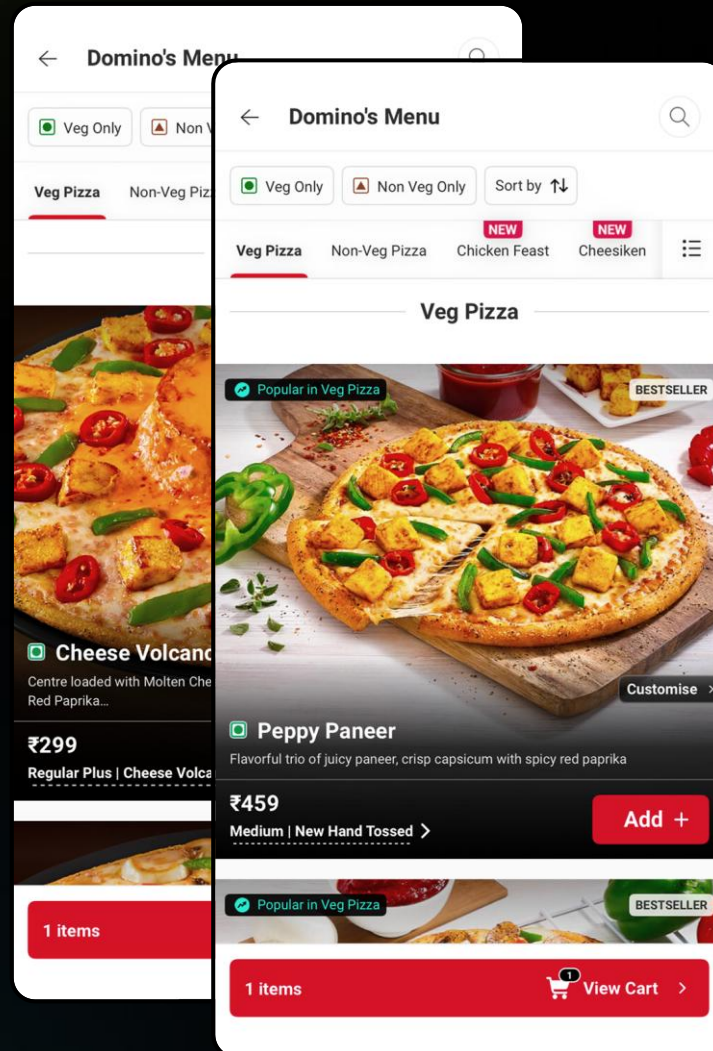 Domino's Menu
Veg Only
Non
Veg Pizza
Non-Veg
Cheese
Centre loaded with Molten
Red Paprika...
₹299
Regular Plus | Cheese
1 items
Domino's Menu
Veg Only
Non Veg Only
Sort by
NEW
NEW
Veg Pizza
Non-Veg Pizza
Chicken Feast
Cheesiken
Veg Pizza
Popular in Veg Pizza
BESTSELLER
Customise
Peppy Paneer
Flavorful trio of juicy paneer, crisp capsicum with spicy red paprika
₹459
Medium | New Hand Tossed
Add +
Popular in Veg Pizza
BESTSELLER
1 items
1
View Cart